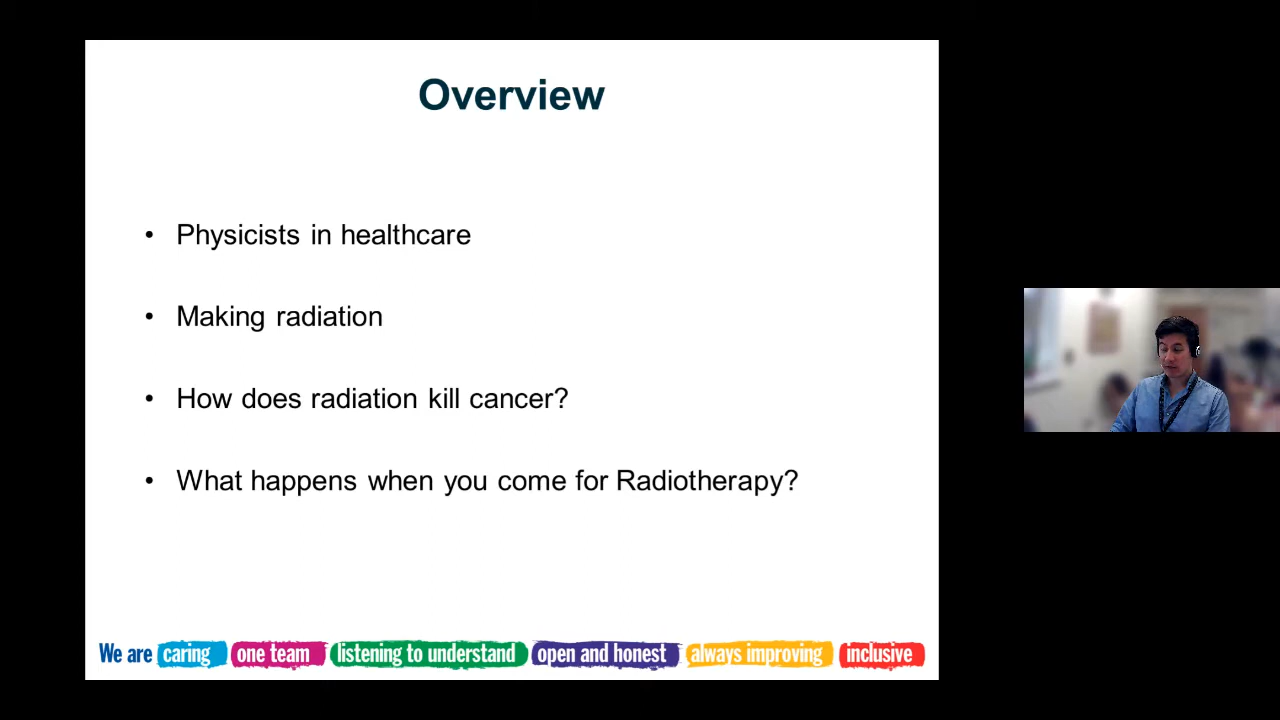 Overview
• Physicists in healthcare
• Making radiation
• How does radiation kill cancer?
• What happens when you come for Radiotherapy?
We are caring one team listening to understand open and honest always improving inclusive